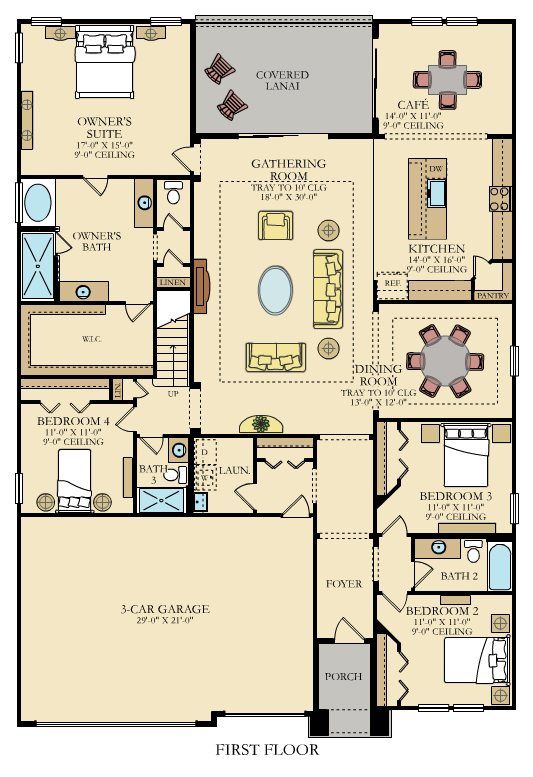 COVERED
LANAI
CAFÉ
14'-0" X 11'-0"
9'-0" CEILING
OWNER'S
SUITE
17'-0" X 15'-0"
9'-0" CEILING
GATHERING
ROOM
TRAY TO 10' CLG
18'-0" X 30'-0"
DW
OWNER'S
BATH
KITCHEN
14'-0" X 16'-0"
9'-0" CEILING
LINEN
REF.
PANTRY
W.I.C.
UP
LIN.
DINING
ROOM
TRAY TO 10' CLG
13'-0" X 12'-0"
BEDROOM 4
11'-0" X 11'-0"
9'-0" CEILING
BATH
3
D
W
LAUN.
BEDROOM 3
11'-0" X 11'-0"
9'-0" CEILING
BATH 2
FOYER
3-CAR GARAGE
29'-0" X 21'-0"
BEDROOM 2
11'-0" X 11'-0"
9'-0" CEILING
PORCH
FIRST FLOOR